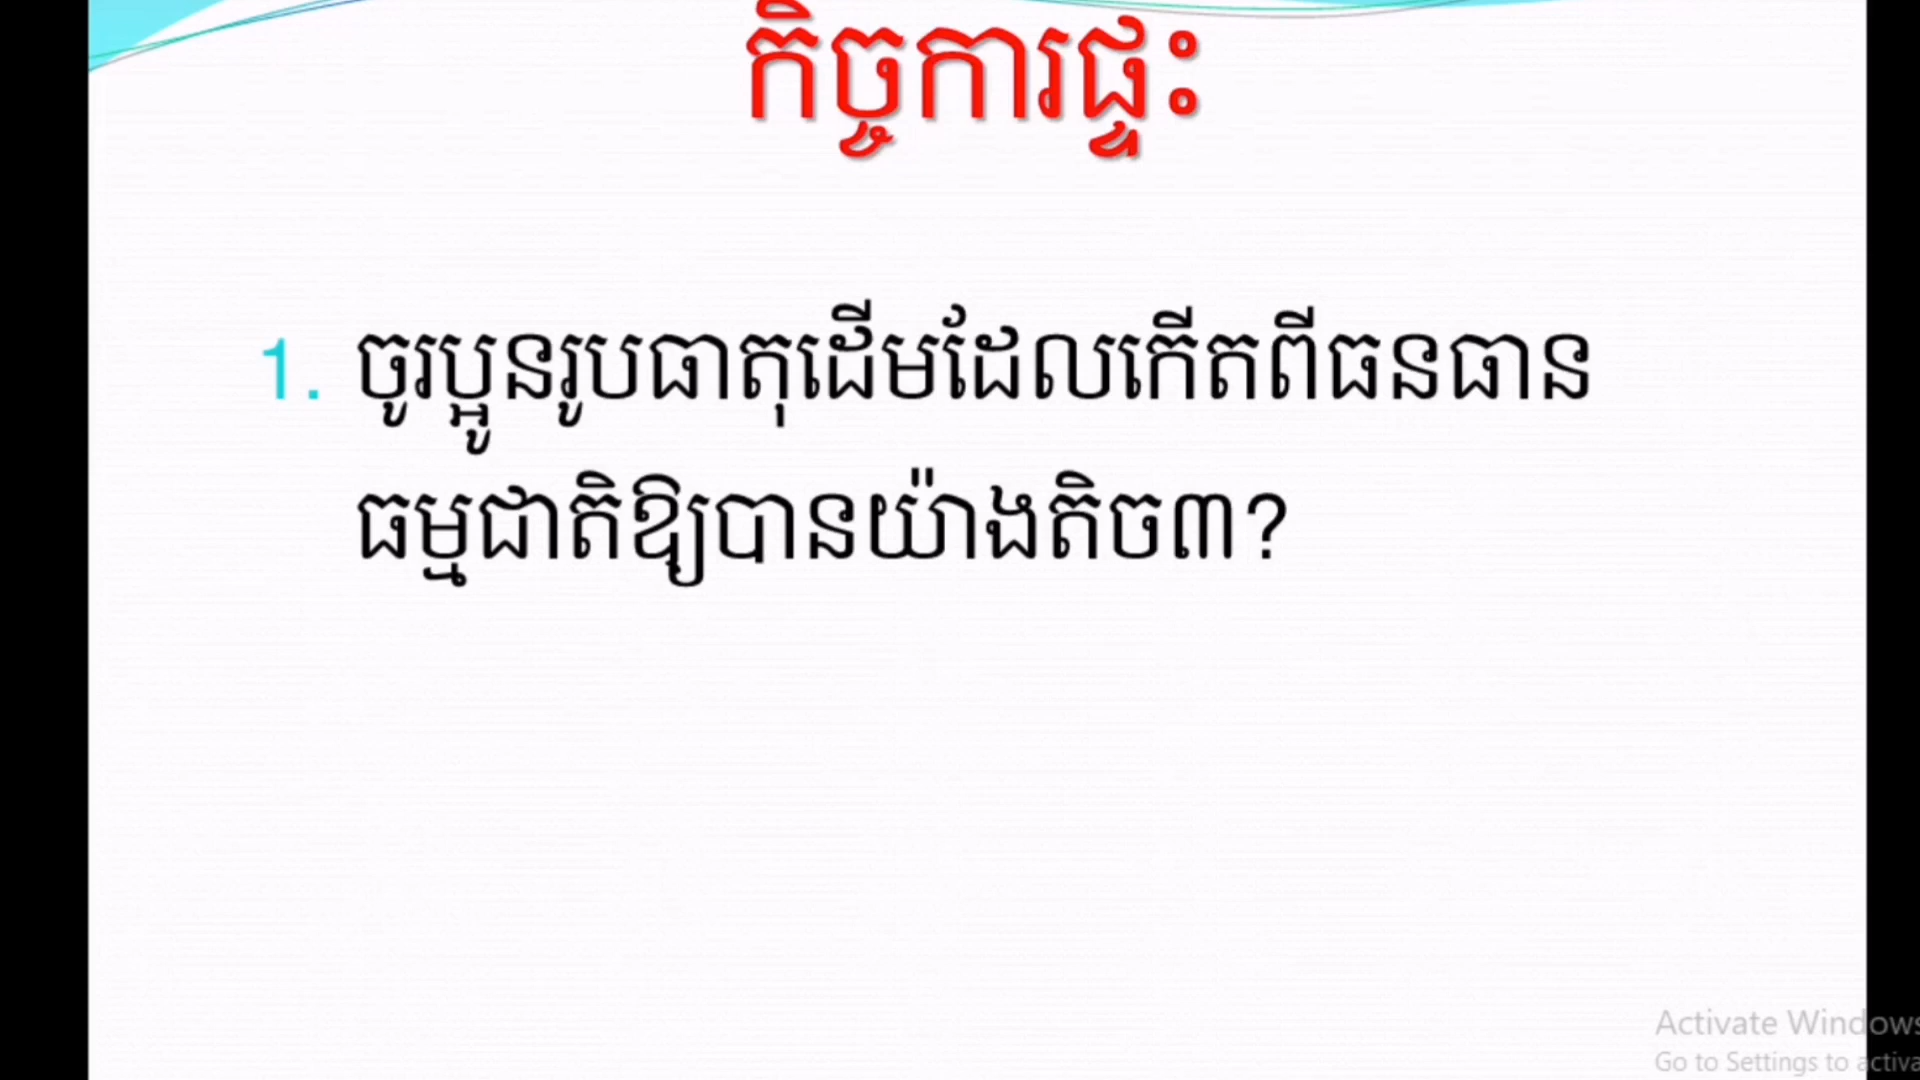 កិច្ចការផ្ទះ
1. ចូរប្អូនរូបធាតុដើមដែលកើតពីធនធាន
ធម្មជាតិឱ្យបានយ៉ាងតិច៣?
Activate Windows
Go to Settings to activa